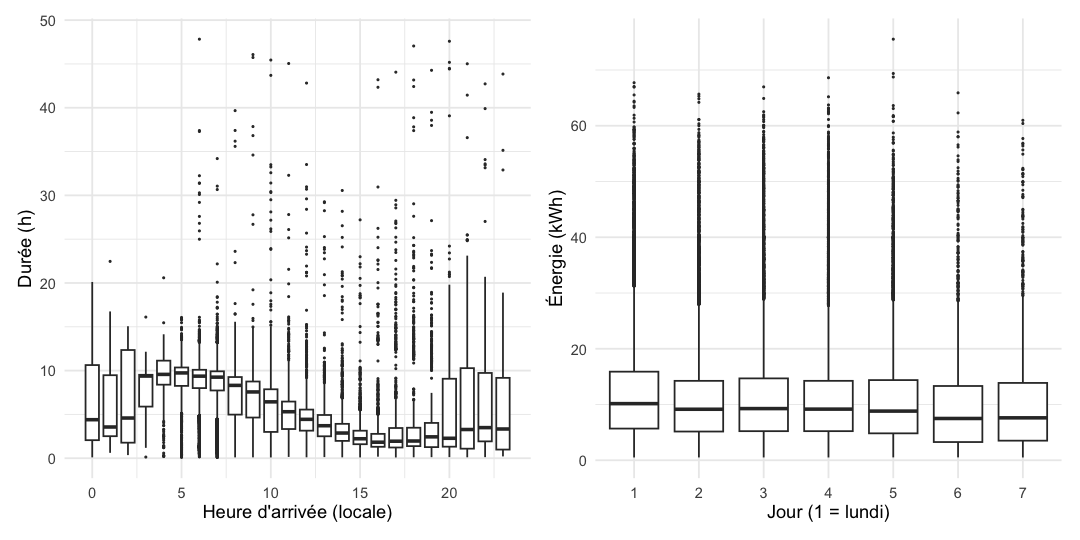 50
40
30
20
10
0
Durée (h)
0 5 10 15 20
Heure d'arrivée (locale)
60
40
20
0
Énergie (kWh)
1 2 3 4 5 6 7
Jour (1 = lundi)